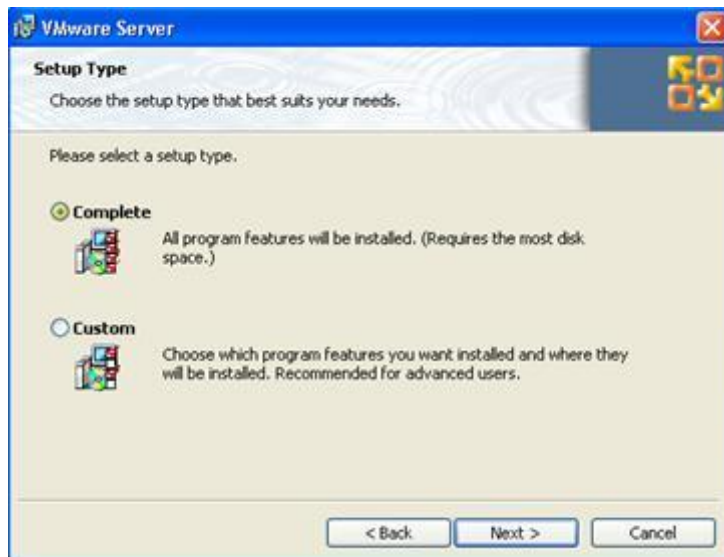 VMware Server
Setup Type
Choose the setup type that best suits your needs.
Please select a setup type.
Complete
All program features will be installed. (Requires the most disk
space.)
Custom
Choose which program features you want installed and where they
will be installed. Recommended for advanced users.
< Back
Next >
Cancel